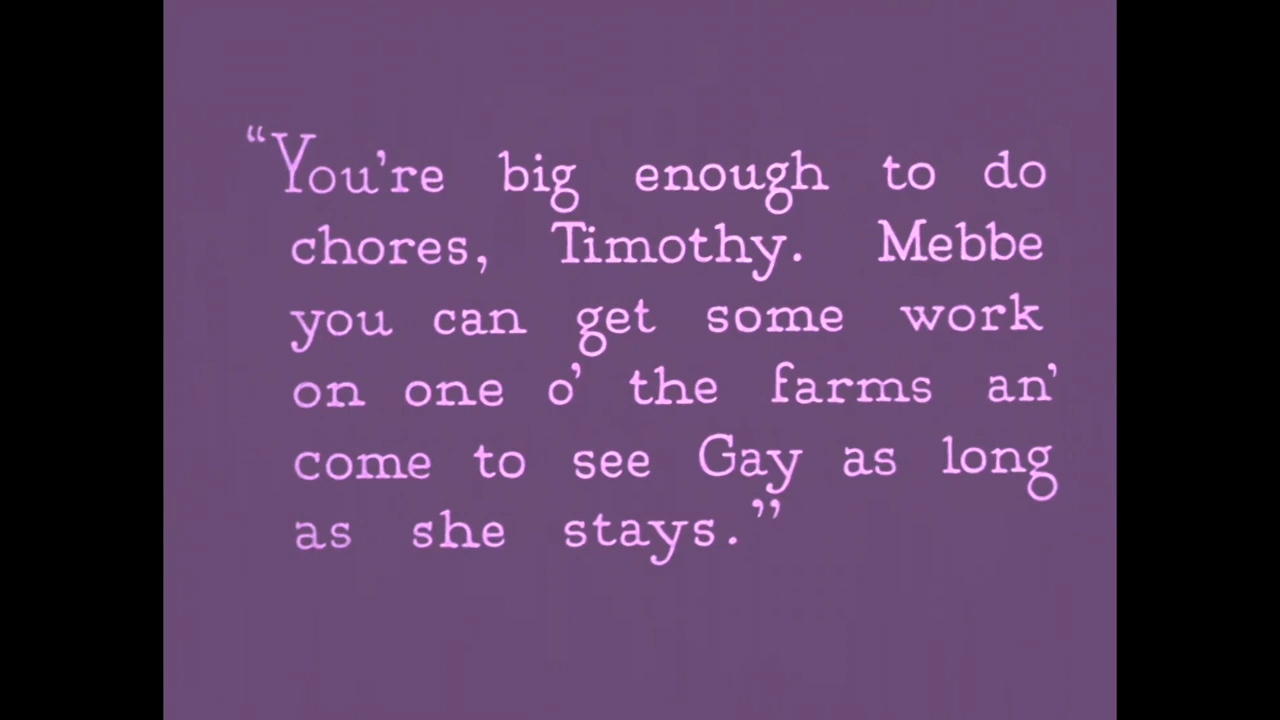 “You’re big enough to do
chores, Timothy. Mebbe
you can get some work
on one o’ the farms an’
come to see Gay as long
as she stays.”